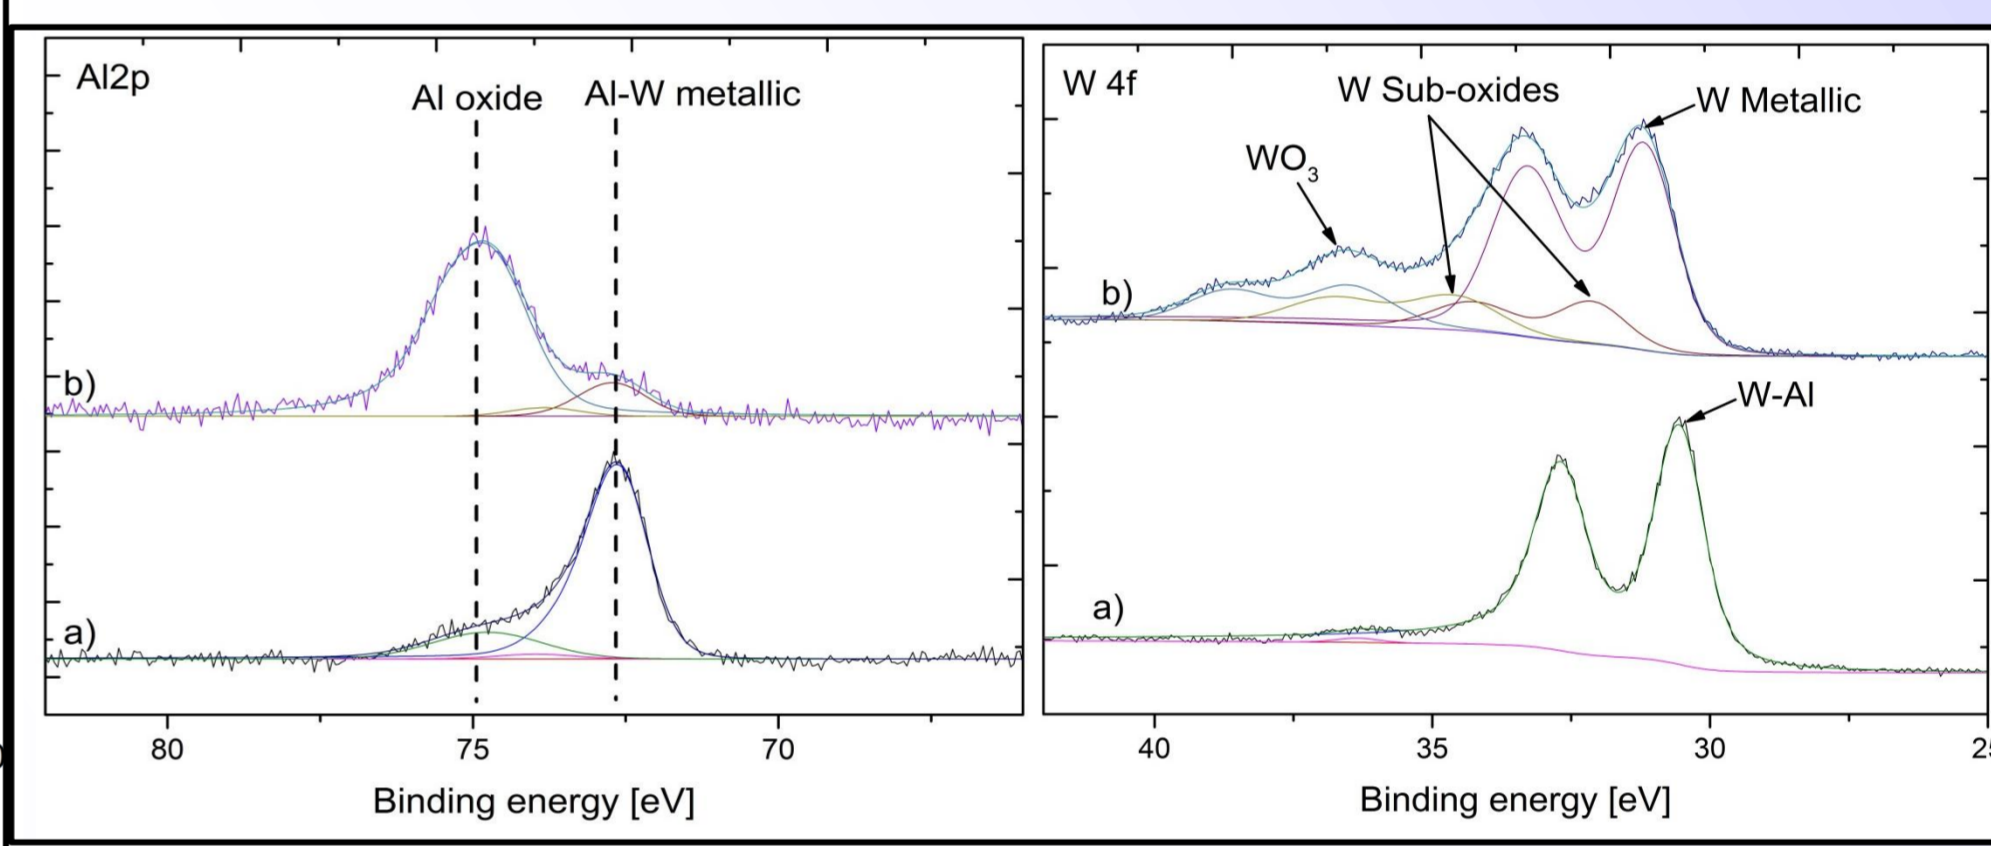 Al2p
Al oxide
Al-W metallic
b)
a)
80
75
70
Binding energy [eV]
W 4f
W Sub-oxides
W Metallic
WO3
b)
W-Al
a)
40
35
30
Binding energy [eV]